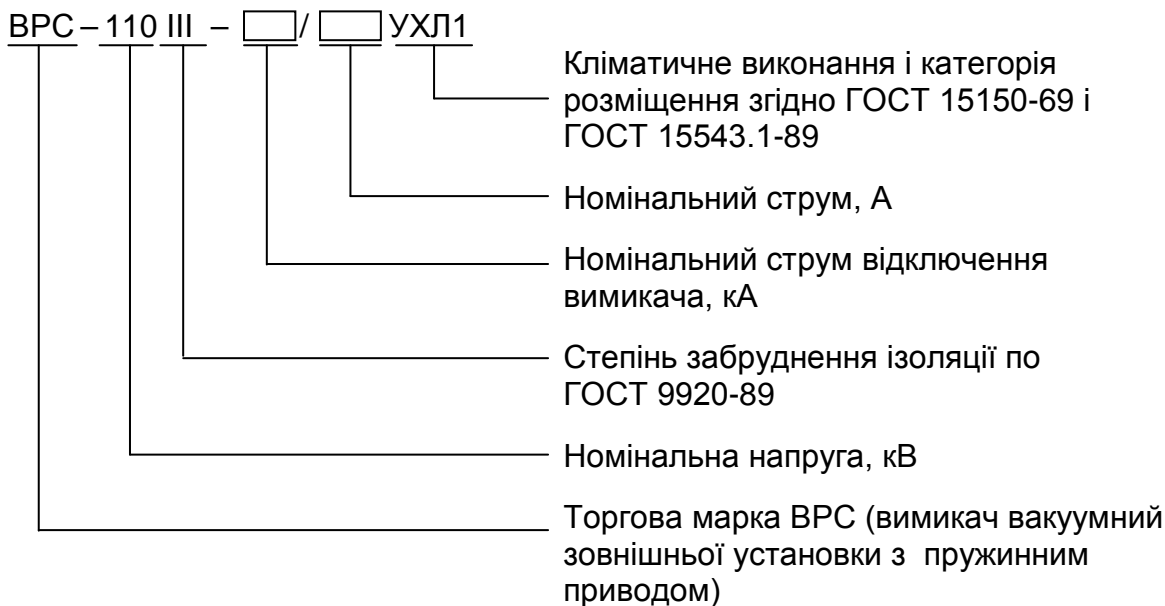 ВРС – 110 III – / УХЛ1
Кліматичне виконання і категорія
розміщення згідно ГОСТ 15150-69 і
ГОСТ 15543.1-89
Номінальний струм, А
Номінальний струм відключення
вимикача, кА
Степінь забруднення ізоляції по
ГОСТ 9920-89
Номінальна напруга, кВ
Торгова марка ВРС (вимикач вакуумний
зовнішньої установки з пружинним
приводом)